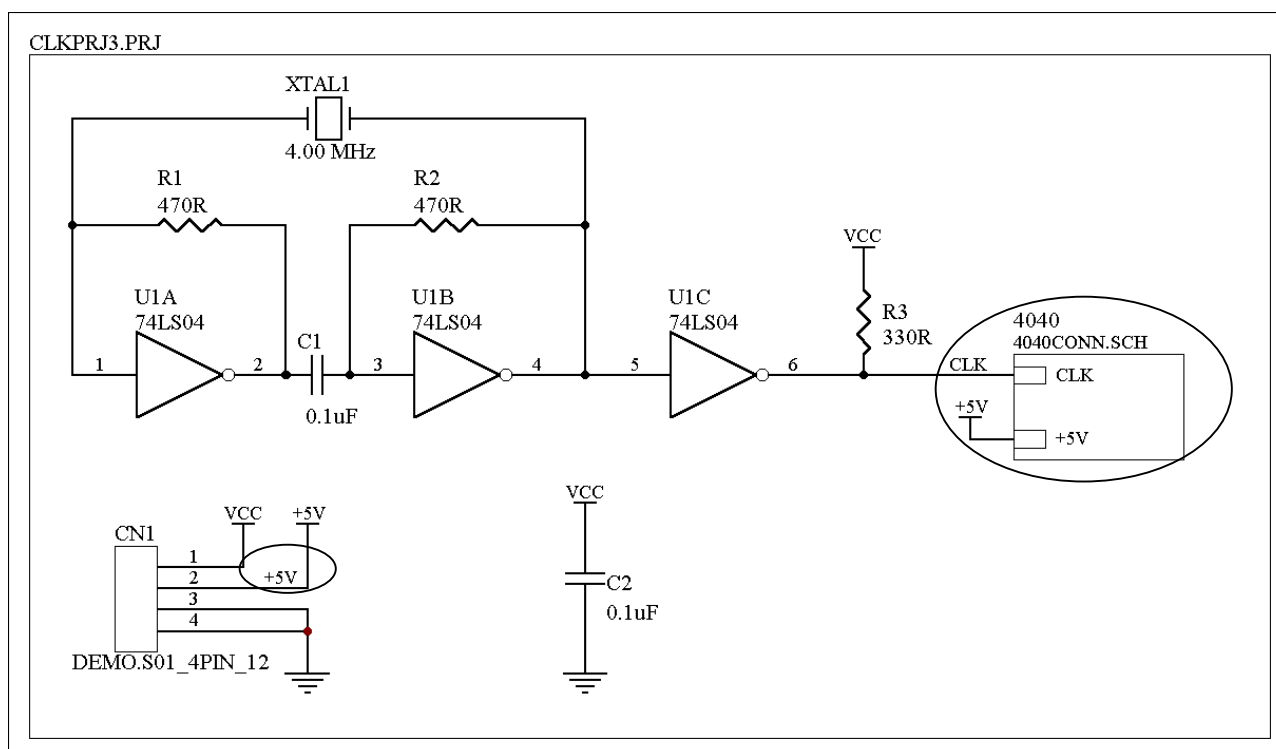 CLKPRJ3.PRJ
XTAL1
4.00 MHz
R1
470R
R2
470R
VCC
U1A
74LS04
U1B
74LS04
U1C
74LS04
R3
330R
4040
4040CONN.SCH
C1
1
2
3
4
5
6
CLK
CLK
0.1uF
+5V
+5V
VCC
VCC
+5V
CN1
1
2
+5V
3
4
C2
0.1uF
DEMO.S01_4PIN_12